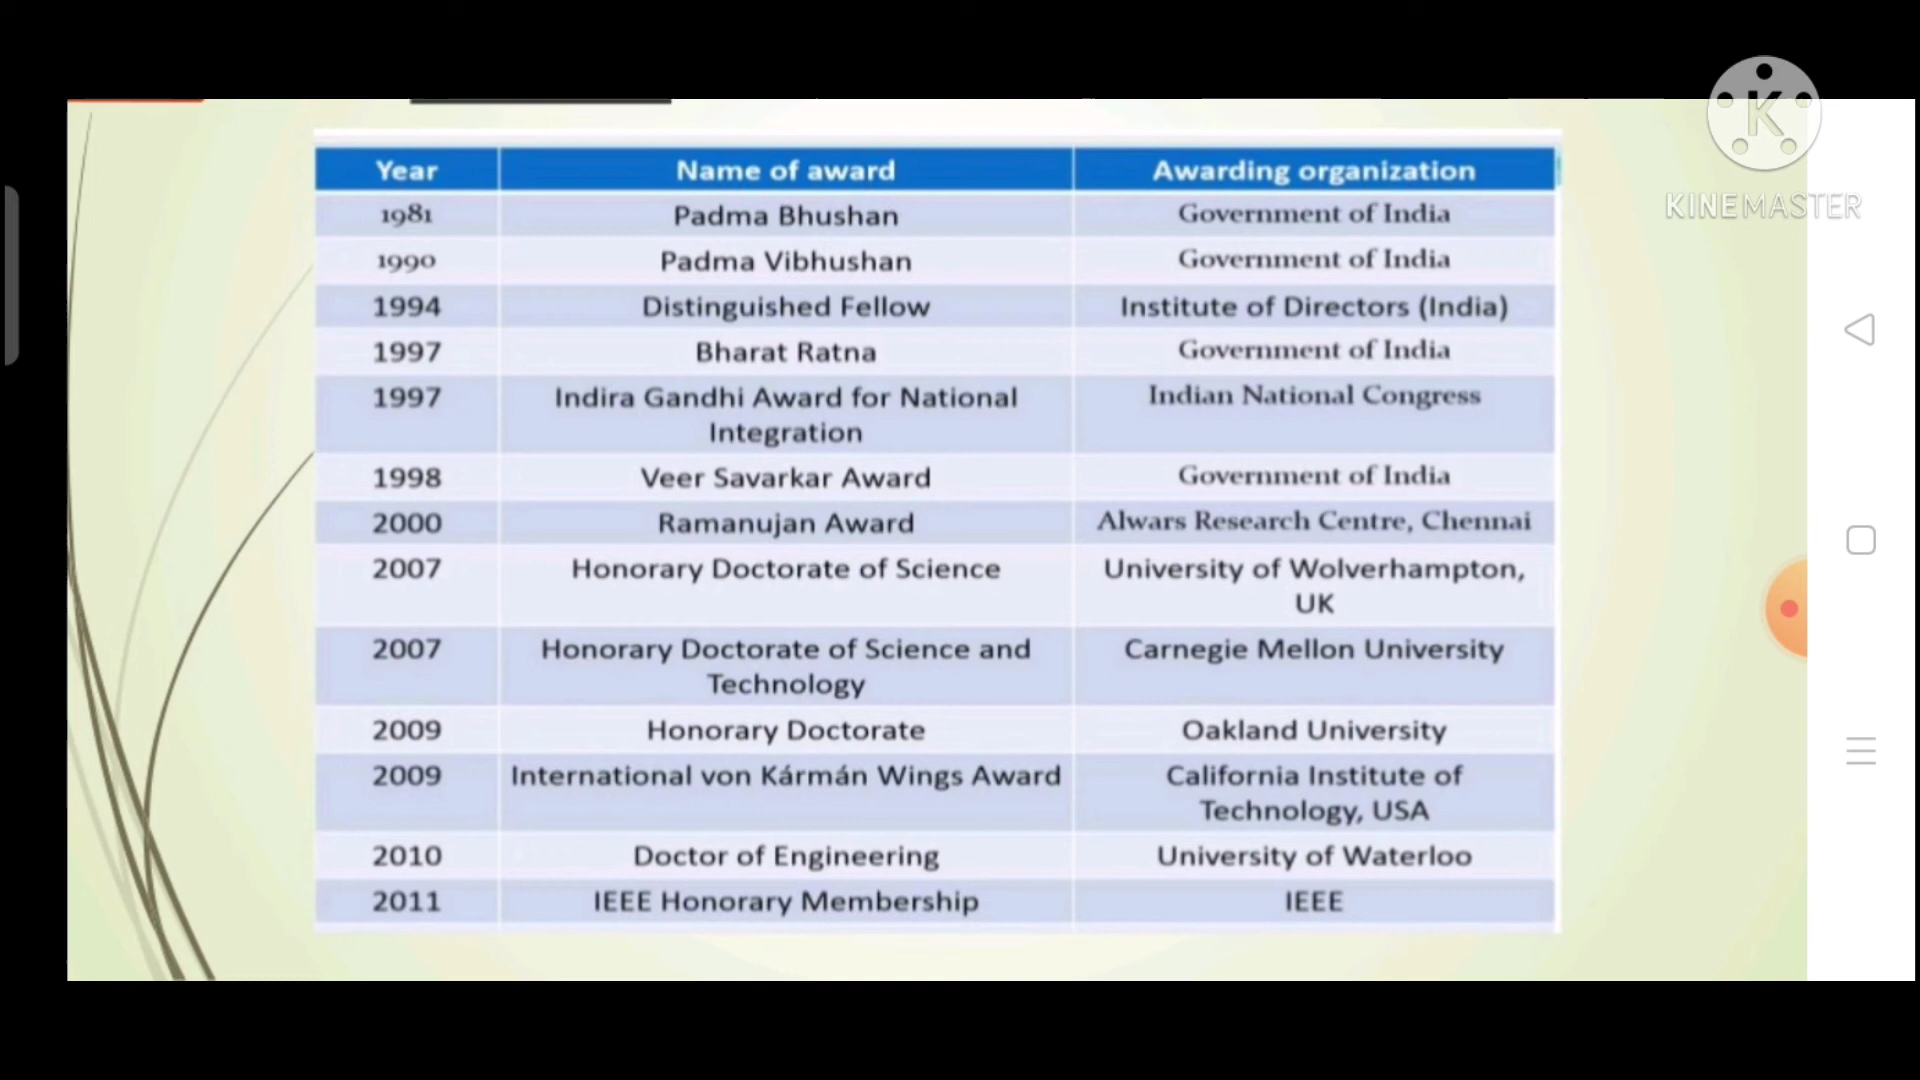 K
KINEMASTER
Year Name of award Awarding organization
1981 Padma Bhushan Government of India
1990 Padma Vibhushan Government of India
1994 Distinguished Fellow Institute of Directors (India)
1997 Bharat Ratna Government of India
1997 Indira Gandhi Award for National Indian National Congress
Integration
1998 Veer Savarkar Award Government of India
2000 Ramanujan Award Alwars Research Centre, Chennai
2007 Honorary Doctorate of Science University of Wolverhampton,
UK
2007 Honorary Doctorate of Science and Carnegie Mellon University
Technology
2009 Honorary Doctorate Oakland University
2009 International von Kármán Wings Award California Institute of
Technology, USA
2010 Doctor of Engineering University of Waterloo
2011 IEEE Honorary Membership IEEE